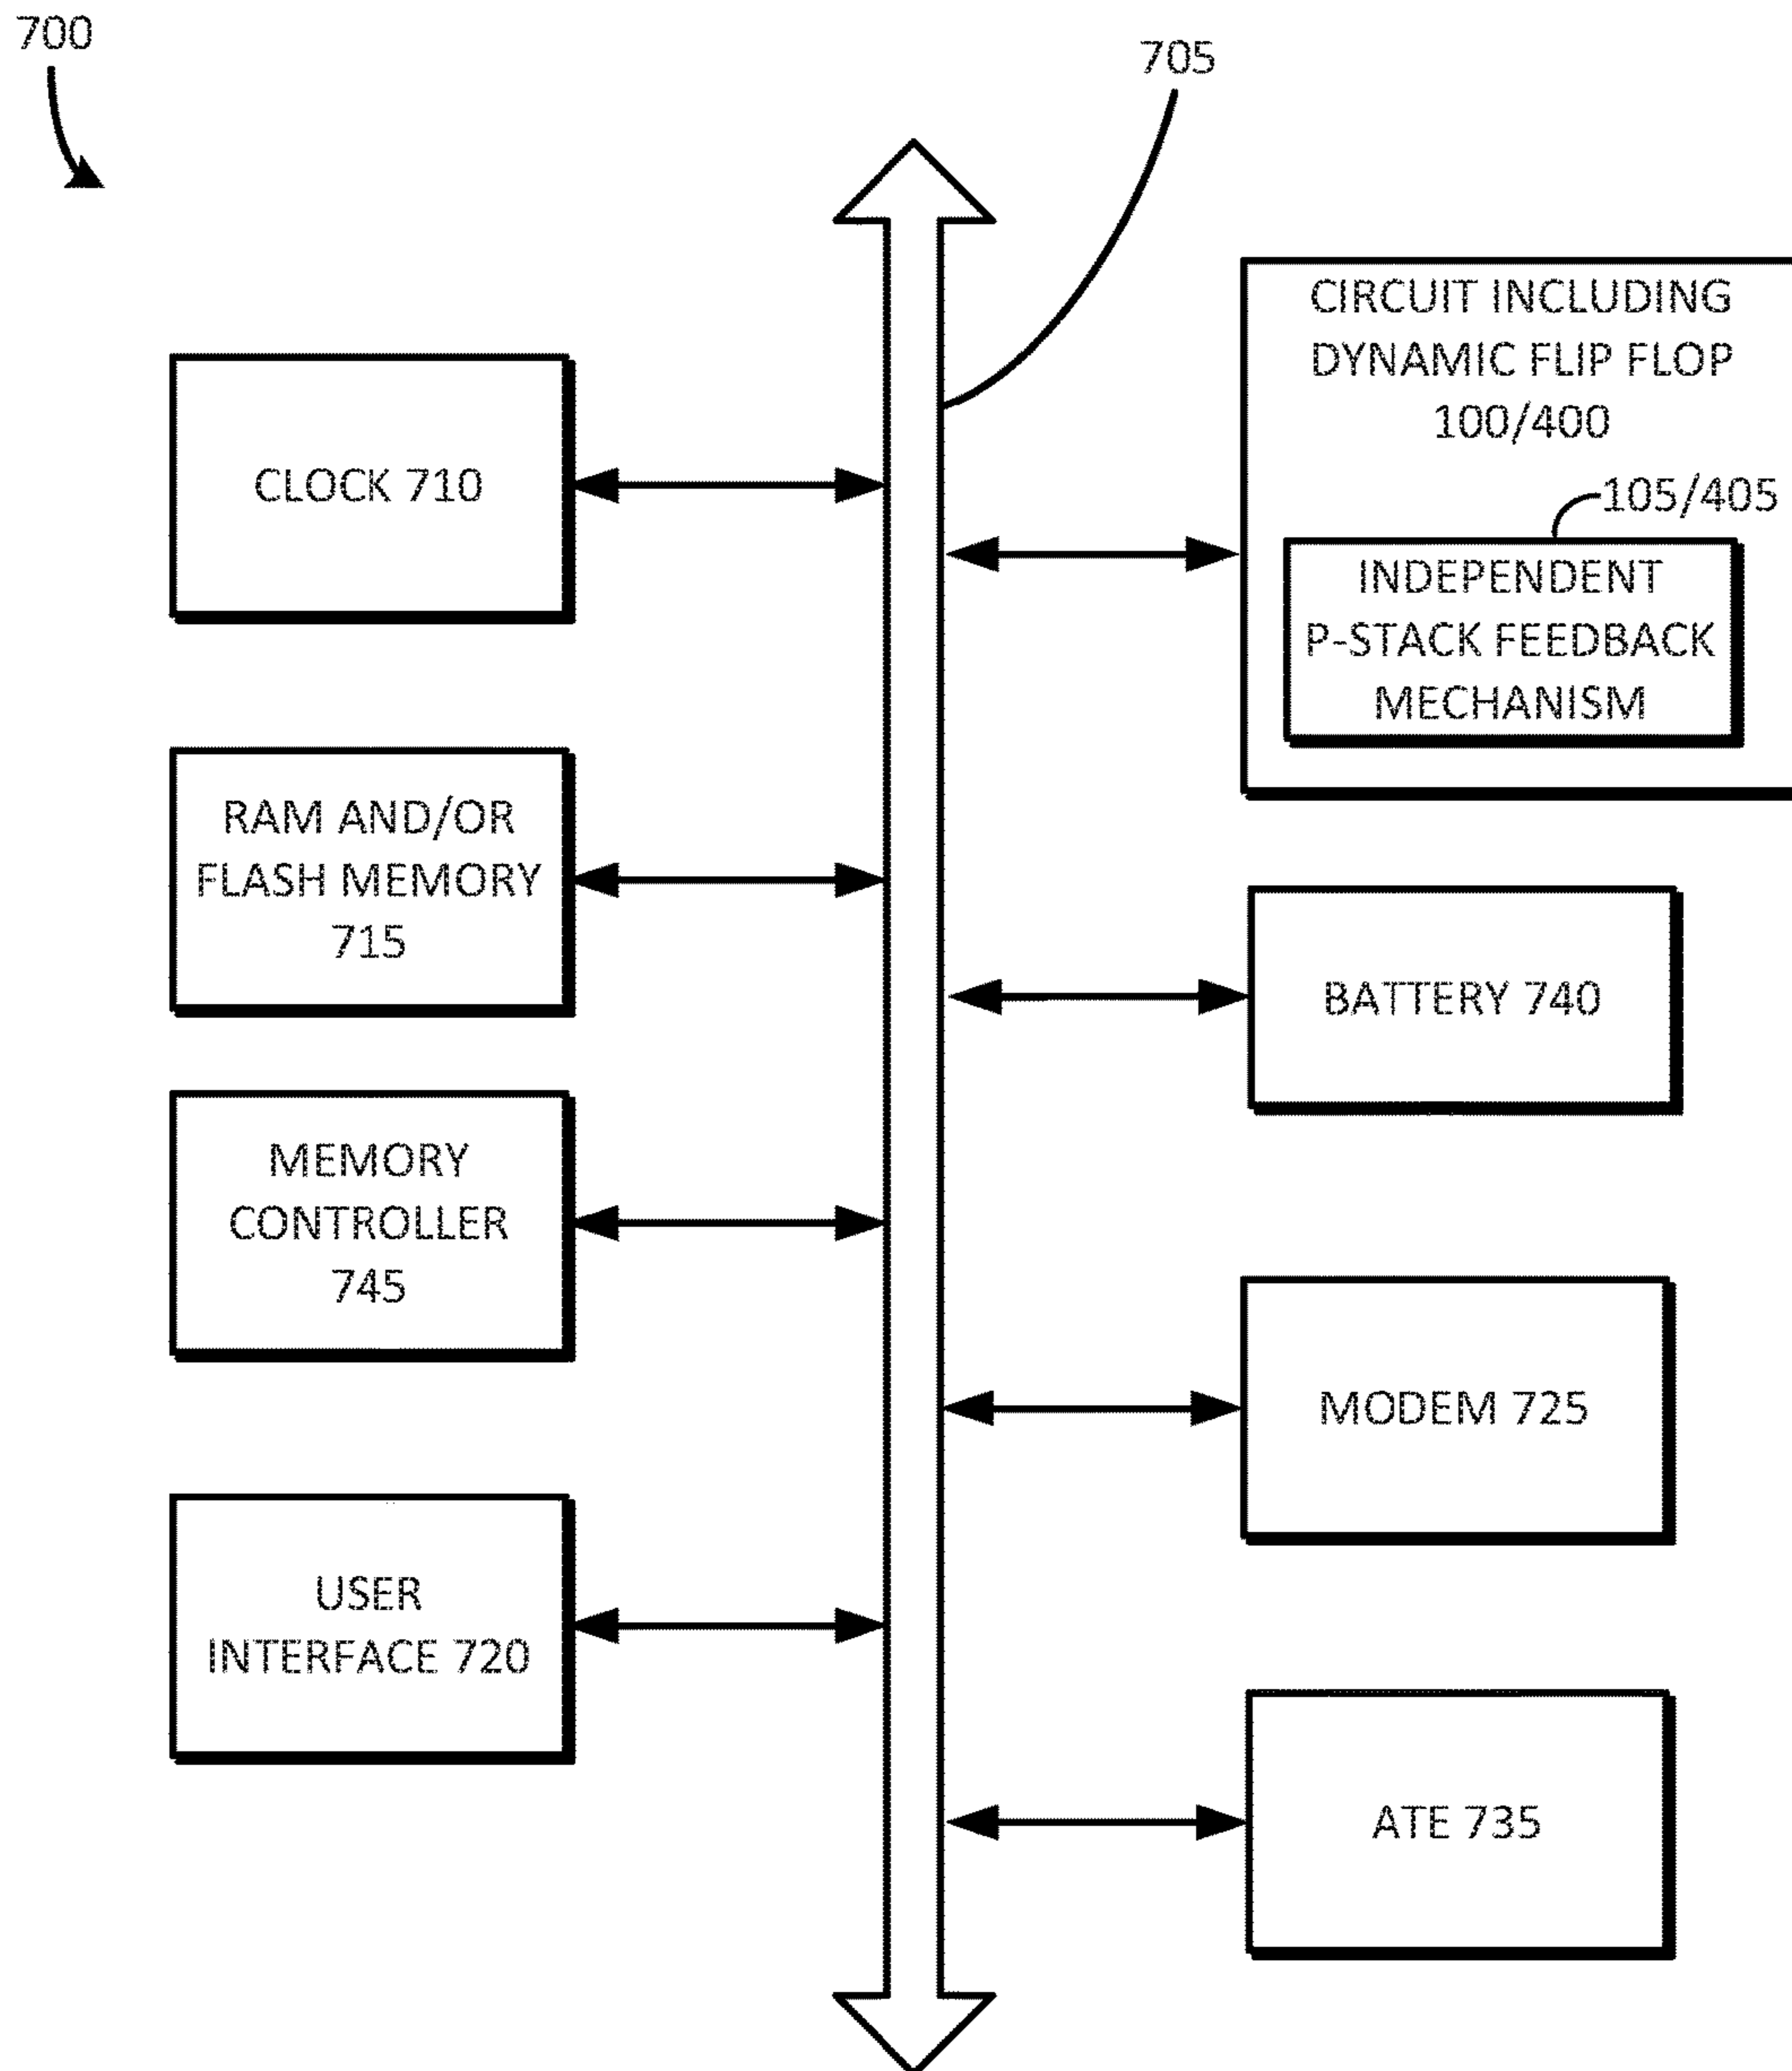 700
705
CLOCK 710
RAM AND/OR
FLASH MEMORY
715
MEMORY
CONTROLLER
745
USER
INTERFACE 720
CIRCUIT INCLUDING
DYNAMIC FLIP FLOP
100/400
105/405
INDEPENDENT
P-STACK FEEDBACK
MECHANISM
BATTERY 740
MODEM 725
ATE 735